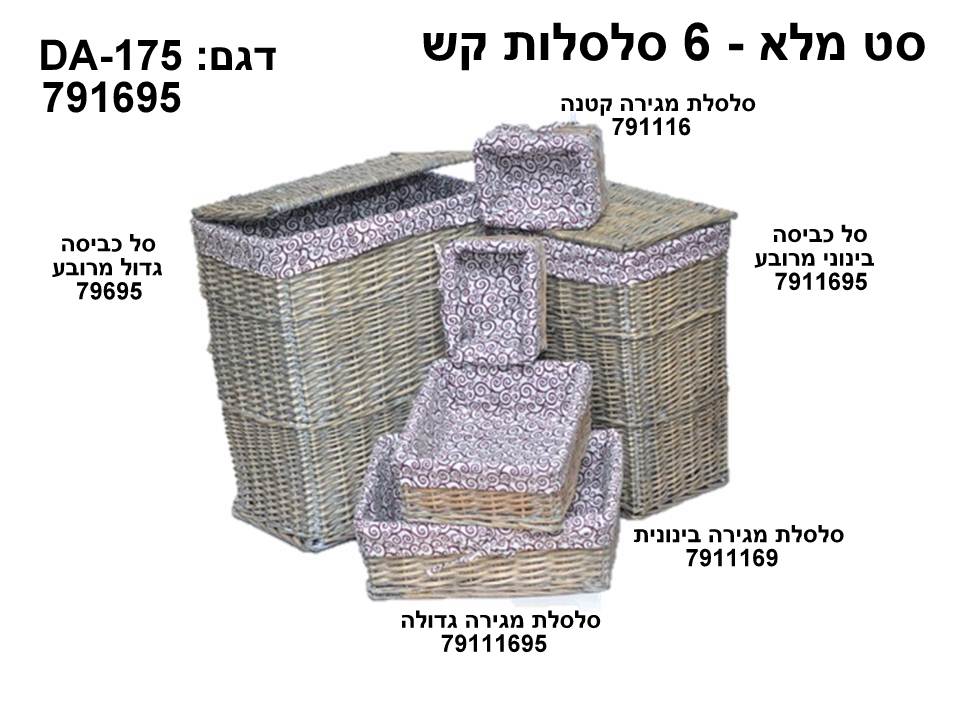 סט מלא - 6 סלסלות קש
דגם: DA-175
791695
סלסלת מגירה קטנה
791116
סל כביסה
בינוני מרובע
7911695
סל כביסה
גדול מרובע
79695
סלסלת מגירה בינונית
7911169
סלסלת מגירה גדולה
79111695